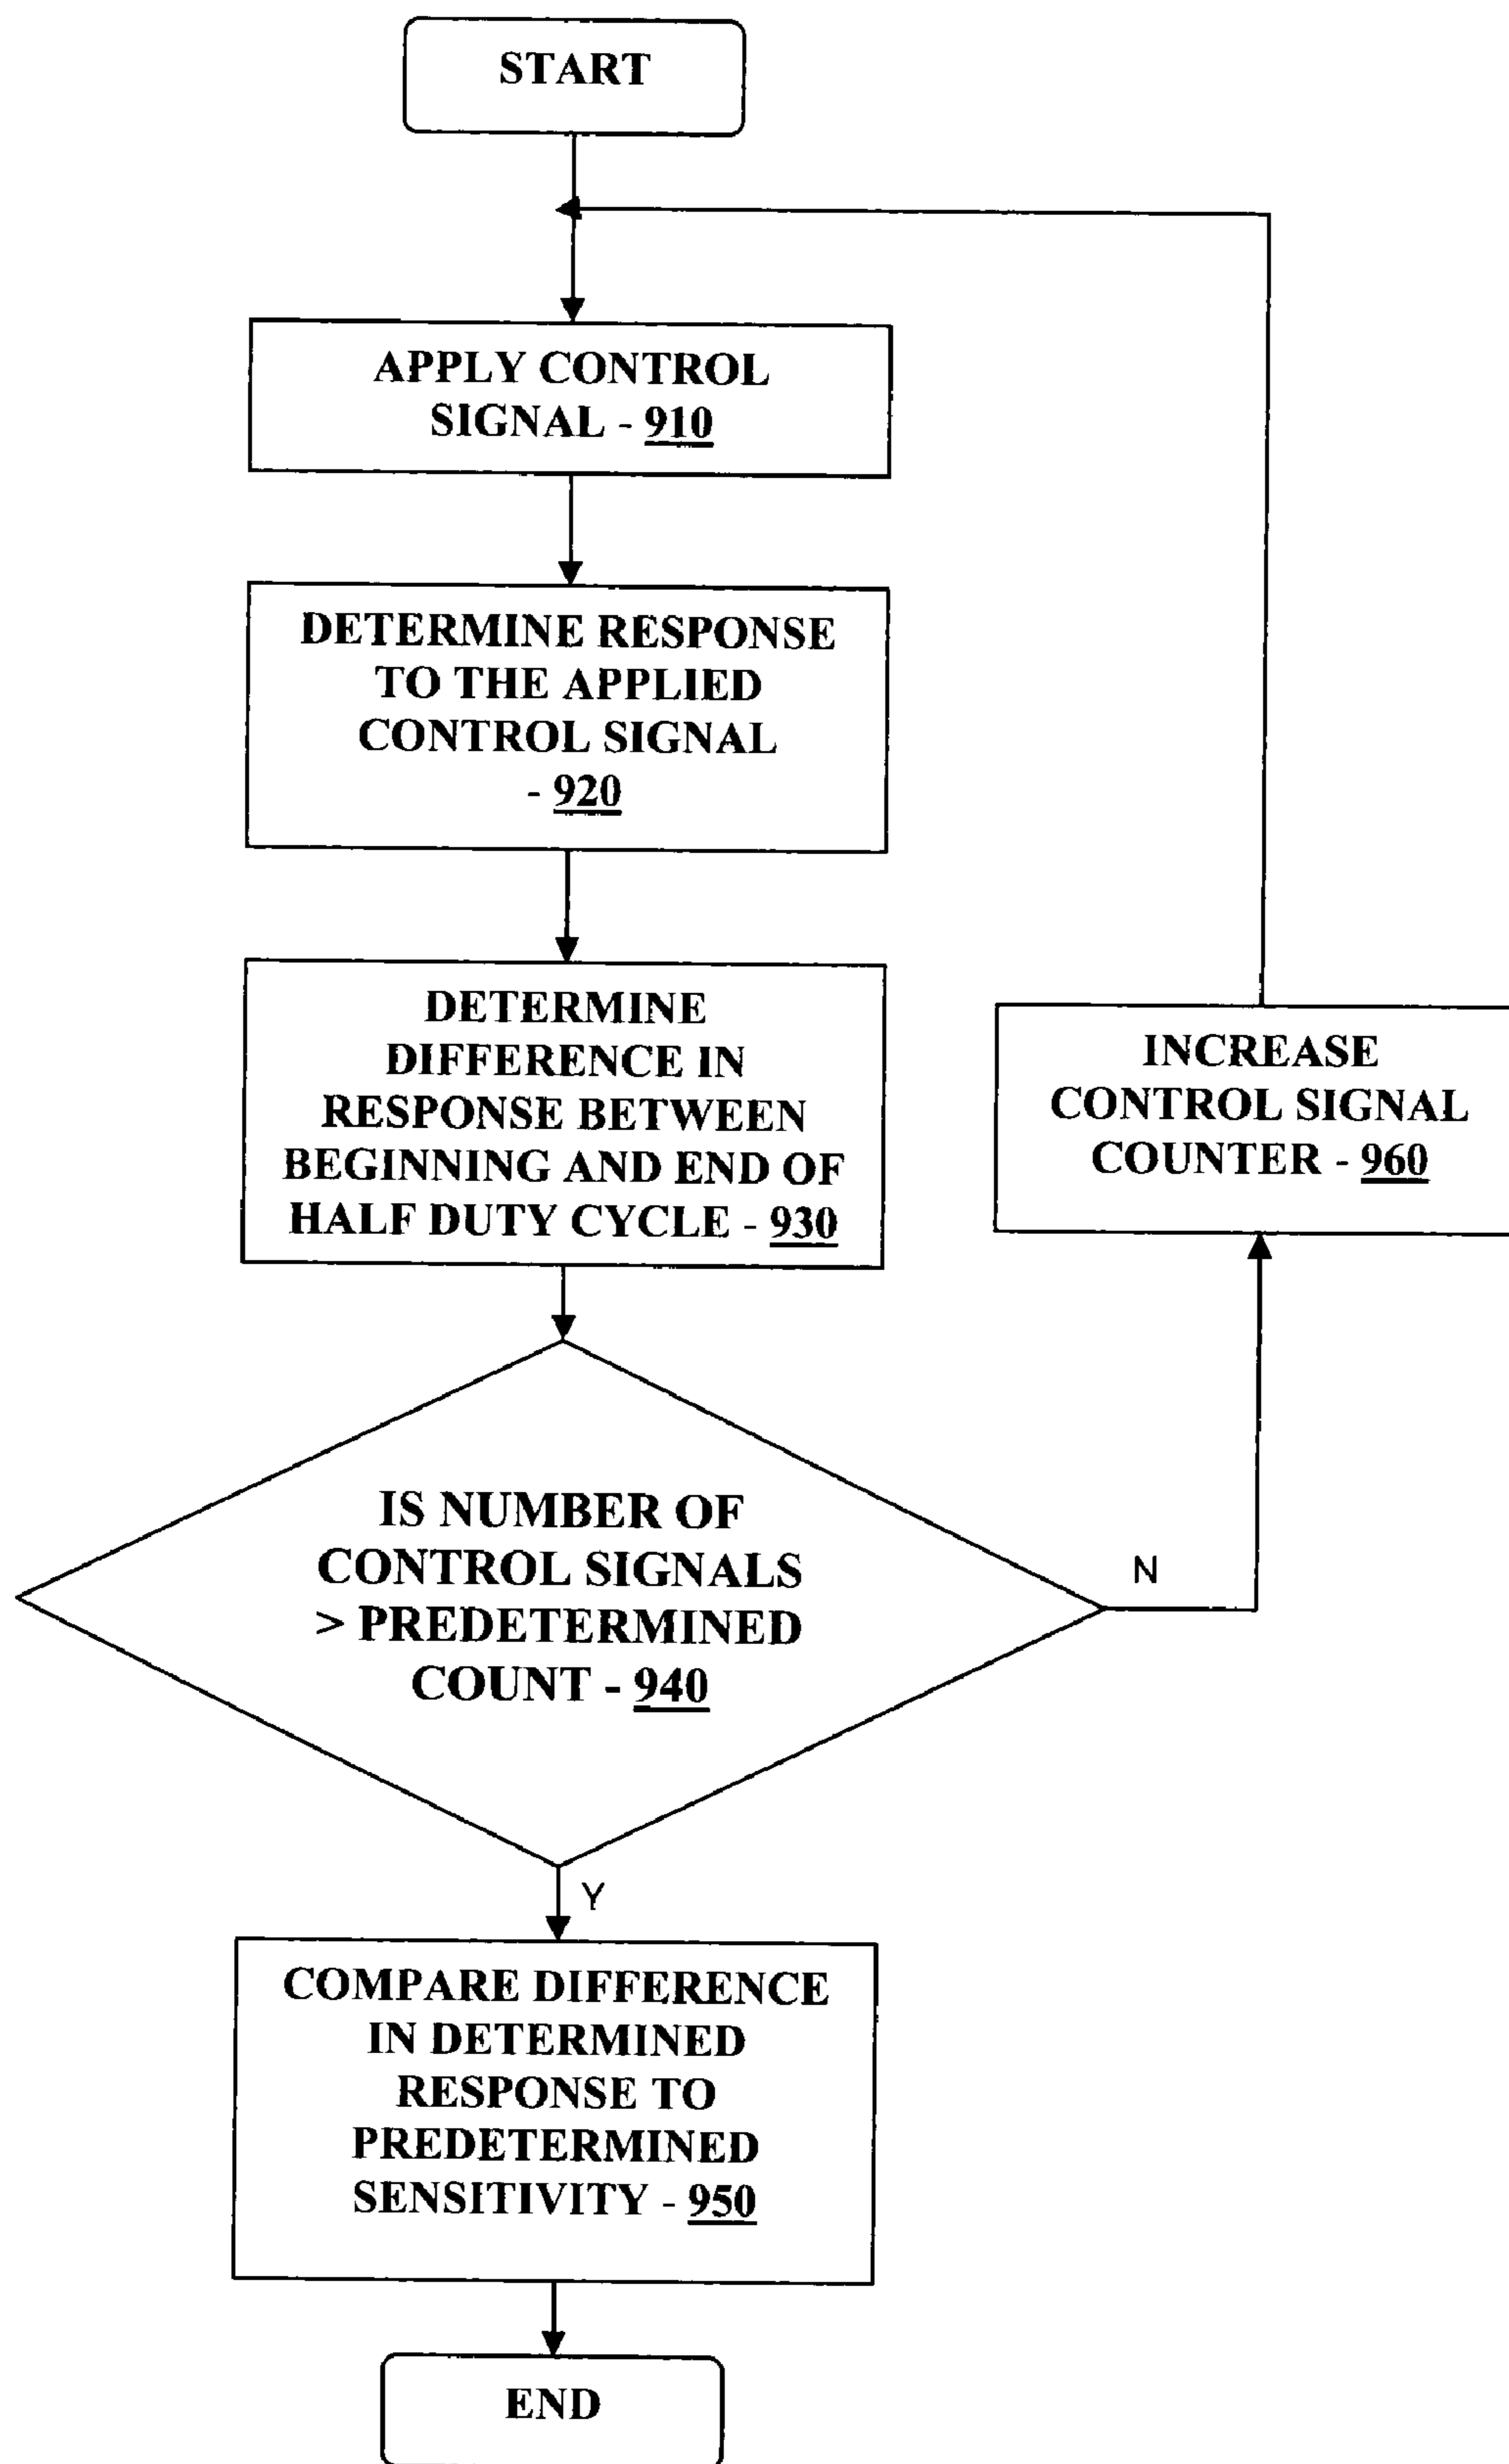 START
APPLY CONTROL
SIGNAL - 910
DETERMINE RESPONSE
TO THE APPLIED
CONTROL SIGNAL
- 920
DETERMINE
DIFFERENCE IN
RESPONSE BETWEEN
BEGINNING AND END OF
HALF DUTY CYCLE - 930
INCREASE
CONTROL SIGNAL
COUNTER - 960
IS NUMBER OF
CONTROL SIGNALS
> PREDETERMINED
COUNT - 940
N
Y
COMPARE DIFFERENCE
IN DETERMINED
RESPONSE TO
PREDETERMINED
SENSITIVITY - 950
END